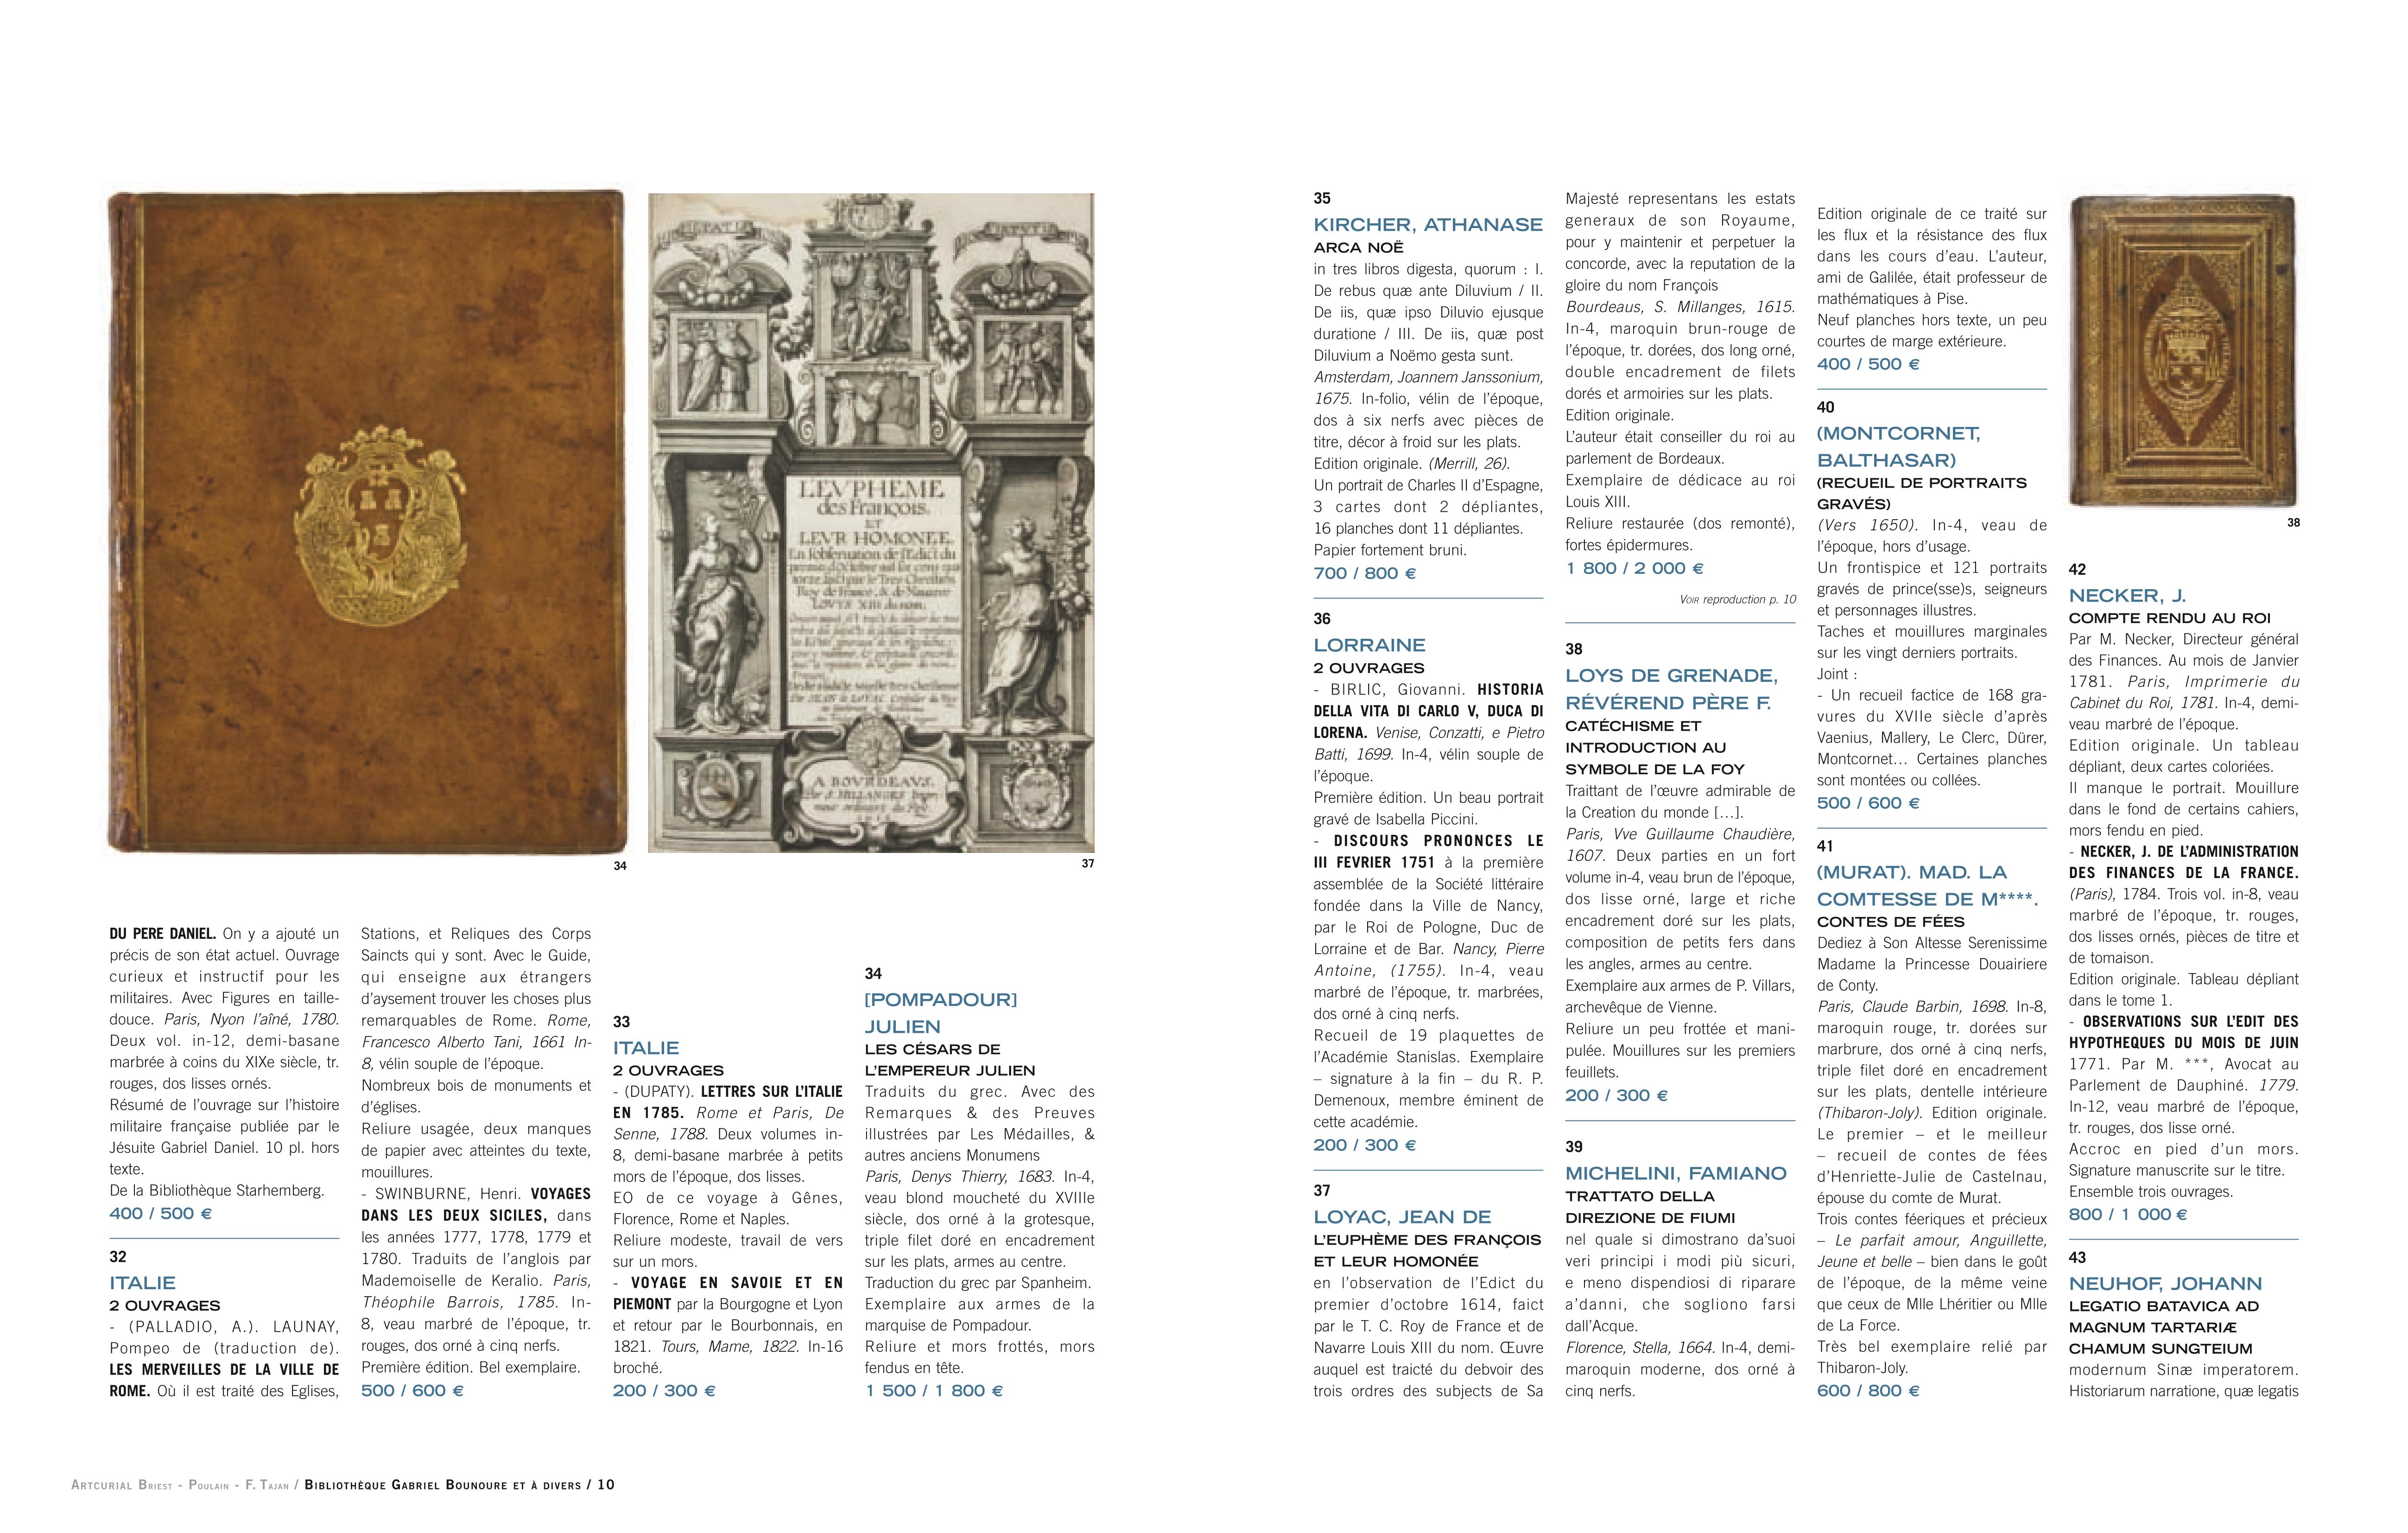 LEVPHEME
des François,
ET
LEVR HOMONEE,
En l'observation de l'Edict du
Roy de France, & de Navarre
LOVYS XIII du nom.
A BOVRDEAVS,
34
37
DU PERE DANIEL. On y a ajouté un
précis de son état actuel. Ouvrage
curieux et instructif pour les
militaires. Avec Figures en taille-
douce. Paris, Nyon l'aîné, 1780.
Deux vol. in-12, demi-basane
marbrée à coins du XIXe siècle, tr.
rouges, dos lisses ornés.
Résumé de l'ouvrage sur l'histoire
militaire française publiée par le
Jésuite Gabriel Daniel. 10 pl. hors
texte.
De la Bibliothèque Starhemberg.
400 / 500 €
32
ITALIE
2 OUVRAGES
- (PALLADIO, A.). LAUNAY,
Pompeo de (traduction de).
LES MERVEILLES DE LA VILLE DE
ROME. Où il est traité des Eglises,
Stations, et Reliques des Corps
Saincts qui y sont. Avec le Guide,
qui enseigne aux étrangers
d'aysement trouver les choses plus
remarquables de Rome. Rome,
Francesco Alberto Tani, 1661 In-
8, vélin souple de l'époque.
Nombreux bois de monuments et
d'églises.
Reliure usagée, deux manques
de papier avec atteintes du texte,
mouillures.
- SWINBURNE, Henri. VOYAGES
DANS LES DEUX SICILES, dans
les années 1777, 1778, 1779 et
1780. Traduits de l'anglois par
Mademoiselle de Keralio. Paris,
Théophile Barrois, 1785. In-
8, veau marbré de l'époque, tr.
rouges, dos orné à cinq nerfs.
Première édition. Bel exemplaire.
500 / 600 €
33
ITALIE
2 OUVRAGES
- (DUPATY). LETTRES SUR L'ITALIE
EN 1785. Rome et Paris, De
Senne, 1788. Deux volumes in-
8, demi-basane marbrée à petits
mors de l'époque, dos lisses.
EO de ce voyage à Gênes,
Florence, Rome et Naples.
Reliure modeste, travail de vers
sur un mors.
- VOYAGE EN SAVOIE ET EN
PIEMONT par la Bourgogne et Lyon
et retour par le Bourbonnais, en
1821. Tours, Mame, 1822. In-16
broché.
200 / 300 €
34
[POMPADOUR]
JULIEN
LES CÉSARS DE
L'EMPEREUR JULIEN
Traduits du grec. Avec des
Remarques & des Preuves
illustrées par Les Médailles, &
autres anciens Monumens
Paris, Denys Thierry, 1683. In-4,
veau blond moucheté du XVIIIe
siècle, dos orné à la grotesque,
triple filet doré en encadrement
sur les plats, armes au centre.
Traduction du grec par Spanheim.
Exemplaire aux armes de la
marquise de Pompadour.
Reliure et mors frottés, mors
fendus en tête.
1 500 / 1 800 €
ARTCURIAL BRIEST - POULAIN - F. TAJAN / BIBLIOTHÈQUE GABRIEL BOUNOURE ET À DIVERS / 10
35
KIRCHER, ATHANASE
ARCA NOË
in tres libros digesta, quorum : I.
De rebus quæ ante Diluvium / II.
De iis, quæ ipso Diluvio ejusque
duratione / III. De iis, quæ post
Diluvium a Noëmo gesta sunt.
Amsterdam, Joannem Janssonium,
1675. In-folio, vélin de l'époque,
dos à six nerfs avec pièces de
titre, décor à froid sur les plats.
Edition originale. (Merrill, 26).
Un portrait de Charles II d'Espagne,
3 cartes dont 2 dépliantes,
16 planches dont 11 dépliantes.
Papier fortement bruni.
700 / 800 €
36
LORRAINE
2 OUVRAGES
- BIRLIC, Giovanni. HISTORIA
DELLA VITA DI CARLO V, DUCA DI
LORENA. Venise, Conzatti, e Pietro
Batti, 1699. In-4, vélin souple de
l'époque.
Première édition. Un beau portrait
gravé de Isabella Piccini.
- DISCOURS PRONONCES LE
III FEVRIER 1751 à la première
assemblée de la Société littéraire
fondée dans la Ville de Nancy,
par le Roi de Pologne, Duc de
Lorraine et de Bar. Nancy, Pierre
Antoine, (1755). In-4, veau
marbré de l'époque, tr. marbrées,
dos orné à cinq nerfs.
Recueil de 19 plaquettes de
l'Académie Stanislas. Exemplaire
– signature à la fin – du R. P.
Demenoux, membre éminent de
cette académie.
200 / 300 €
37
LOYAC, JEAN DE
L'EUPHÈME DES FRANÇOIS
ET LEUR HOMONÉE
en l'observation de l'Edict du
premier d'octobre 1614, faict
par le T. C. Roy de France et de
Navarre Louis XIII du nom. Œuvre
auquel est traicté du debvoir des
trois ordres des subjects de Sa
Majesté representans les estats
generaux de son Royaume,
pour y maintenir et perpetuer la
concorde, avec la reputation de la
gloire du nom François
Bourdeaus, S. Millanges, 1615.
In-4, maroquin brun-rouge de
l'époque, tr. dorées, dos long orné,
double encadrement de filets
dorés et armoiries sur les plats.
Edition originale.
L'auteur était conseiller du roi au
parlement de Bordeaux.
Exemplaire de dédicace au roi
Louis XIII.
Reliure restaurée (dos remonté),
fortes épidermures.
1 800 / 2 000 €
VOIR reproduction p. 10
38
LOYS DE GRENADE,
RÉVÉREND PÈRE F.
CATÉCHISME ET
INTRODUCTION AU
SYMBOLE DE LA FOY
Traittant de l'œuvre admirable de
la Creation du monde [...].
Paris, Vve Guillaume Chaudière,
1607. Deux parties en un fort
volume in-4, veau brun de l'époque,
dos lisse orné, large et riche
encadrement doré sur les plats,
composition de petits fers dans
les angles, armes au centre.
Exemplaire aux armes de P. Villars,
archevêque de Vienne.
Reliure un peu frottée et mani-
pulée. Mouillures sur les premiers
feuillets.
200 / 300 €
39
MICHELINI, FAMIANO
TRATTATO DELLA
DIREZIONE DE FIUMI
nel quale si dimostrano da'suoi
veri principi i modi più sicuri,
e meno dispendiosi di riparare
a'danni, che sogliono farsi
dall'Acque.
Florence, Stella, 1664. In-4, demi-
maroquin moderne, dos orné à
cinq nerfs.
Edition originale de ce traité sur
les flux et la résistance des flux
dans les cours d'eau. L'auteur,
ami de Galilée, était professeur de
mathématiques à Pise.
Neuf planches hors texte, un peu
courtes de marge extérieure.
400 / 500 €
40
(MONTCORNET,
BALTHASAR)
(RECUEIL DE PORTRAITS
GRAVÉS)
(Vers 1650). In-4, veau de
l'époque, hors d'usage.
Un frontispice et 121 portraits
gravés de prince(sse)s, seigneurs
et personnages illustres.
Taches et mouillures marginales
sur les vingt derniers portraits.
Joint :
- Un recueil factice de 168 gra-
vures du XVIIe siècle d'après
Vaenius, Mallery, Le Clerc, Dürer,
Montcornet... Certaines planches
sont montées ou collées.
500 / 600 €
41
(MURAT). MAD. LA
COMTESSE DE M****.
CONTES DE FÉES
Dediez à Son Altesse Serenissime
Madame la Princesse Douairiere
de Conty.
Paris, Claude Barbin, 1698. In-8,
maroquin rouge, tr. dorées sur
marbrure, dos orné à cinq nerfs,
triple filet doré en encadrement
sur les plats, dentelle intérieure
(Thibaron-Joly). Edition originale.
Le premier – et le meilleur
– recueil de contes de fées
d'Henriette-Julie de Castelnau,
épouse du comte de Murat.
Trois contes féeriques et précieux
– Le parfait amour, Anguillette,
Jeune et belle – bien dans le goût
de l'époque, de la même veine
que ceux de Mlle Lhéritier ou Mlle
de La Force.
Très bel exemplaire relié par
Thibaron-Joly.
600 / 800 €
38
42
NECKER, J.
COMPTE RENDU AU ROI
Par M. Necker, Directeur général
des Finances. Au mois de Janvier
1781. Paris, Imprimerie du
Cabinet du Roi, 1781. In-4, demi-
veau marbré de l'époque.
Edition originale. Un tableau
dépliant, deux cartes coloriées.
Il manque le portrait. Mouillure
dans le fond de certains cahiers,
mors fendu en pied.
- NECKER, J. DE L'ADMINISTRATION
DES FINANCES DE LA FRANCE.
(Paris), 1784. Trois vol. in-8, veau
marbré de l'époque, tr. rouges,
dos lisses ornés, pièces de titre et
de tomaison.
Edition originale. Tableau dépliant
dans le tome 1.
- OBSERVATIONS SUR L'EDIT DES
HYPOTHEQUES DU MOIS DE JUIN
1771. Par M. ***, Avocat au
Parlement de Dauphiné. 1779.
In-12, veau marbré de l'époque,
tr. rouges, dos lisse orné.
Accroc en pied d'un mors.
Signature manuscrite sur le titre.
Ensemble trois ouvrages.
800 / 1 000 €
43
NEUHOF, JOHANN
LEGATIO BATAVICA AD
MAGNUM TARTARIÆ
CHAMUM SUNGTEIUM
modernum Sinæ imperatorem.
Historiarum narratione, quæ legatis